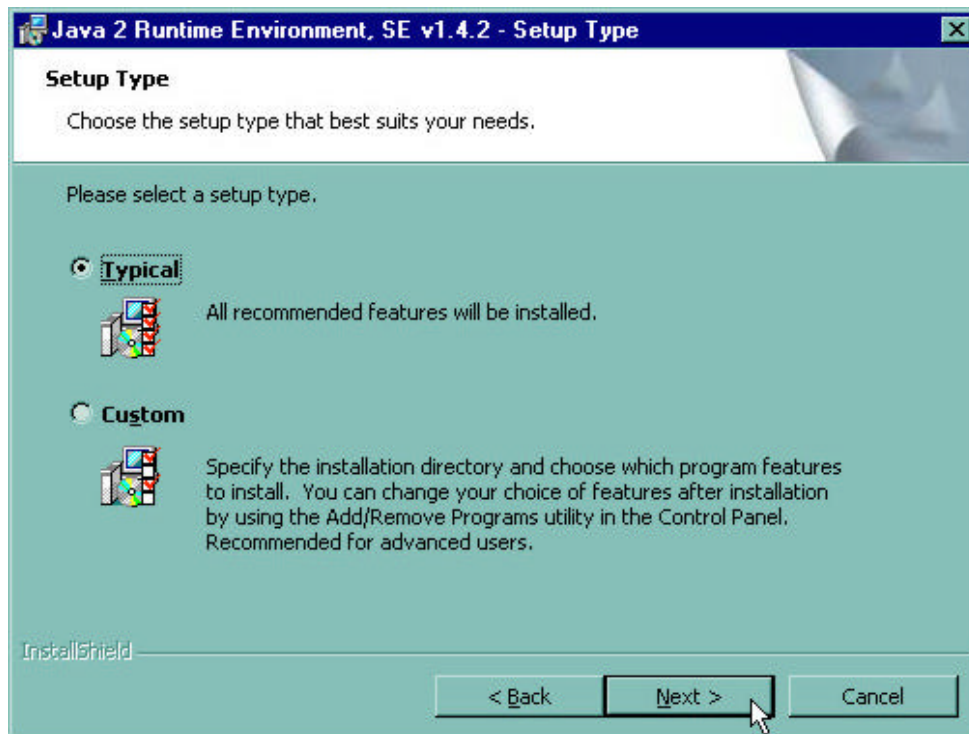 Java 2 Runtime Environment, SE v1.4.2 - Setup Type
Setup Type
Choose the setup type that best suits your needs.
Please select a setup type.
Typical
All recommended features will be installed.
Custom
Specify the installation directory and choose which program features
to install. You can change your choice of features after installation
by using the Add/Remove Programs utility in the Control Panel.
Recommended for advanced users.
InstallShield
< Back
Next >
Cancel